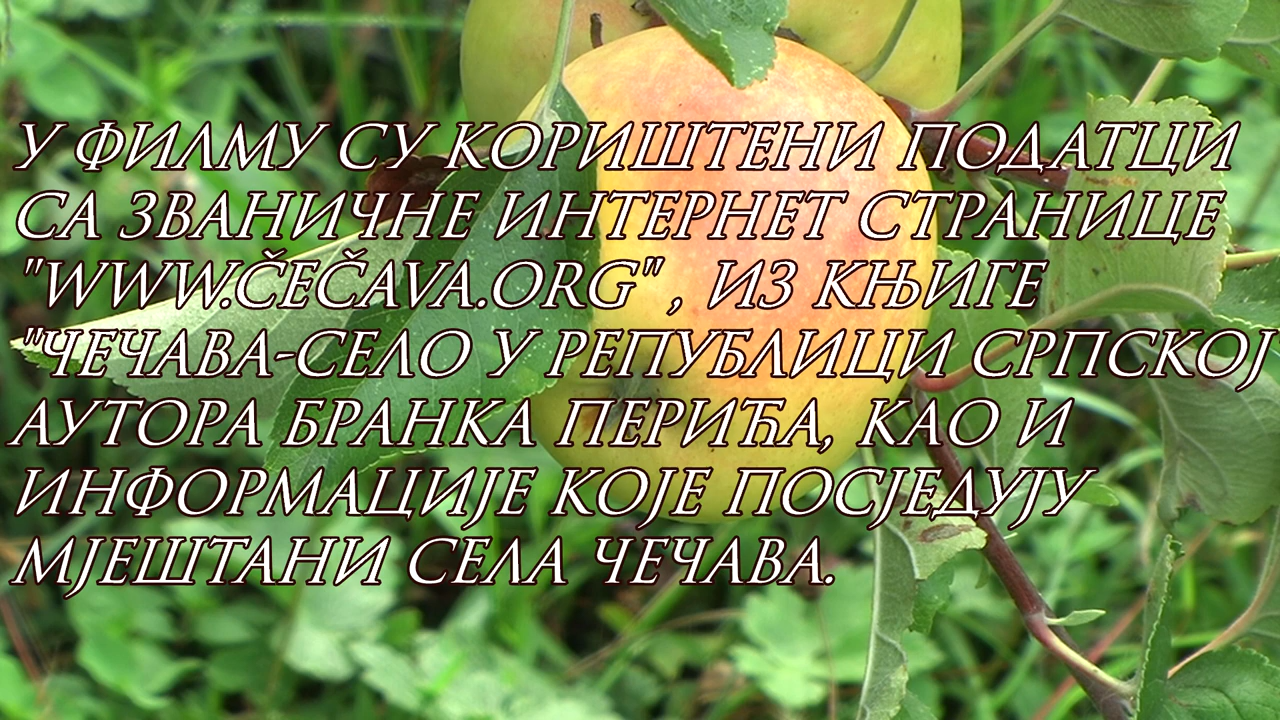 У ФИЛМУ СУ КОРИШТЕНИ ПОДАТЦИ
СА ЗВАНИЧНЕ ИНТЕРНЕТ СТРАНИЦЕ
"WWW.ČEČAVA.ORG" , ИЗ КЊИГЕ
"ЧЕЧАВА-СЕЛО У РЕПУБЛИЦИ СРПСКОЈ"
АУТОРА БРАНКА ПЕРИЋА, КАО И
ИНФОРМАЦИЈЕ КОЈЕ ПОСЈЕДУЈУ
МЈЕШТАНИ СЕЛА ЧЕЧАВА.